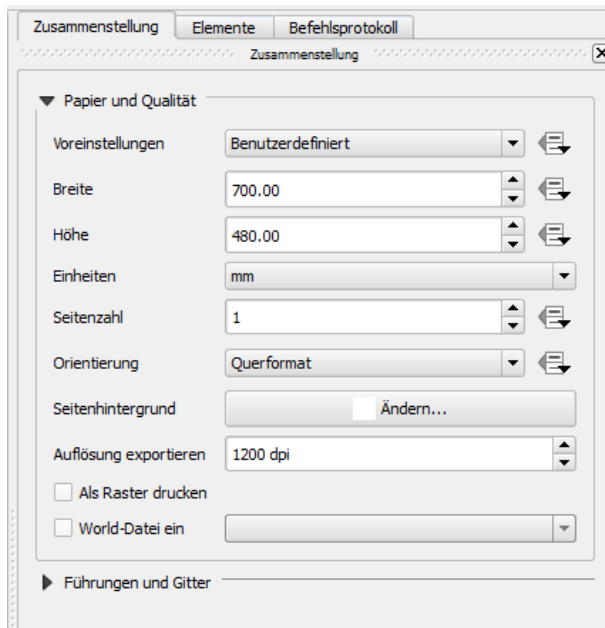 Zusammenstellung Elemente Befehlsprotokoll
Zusammenstellung
Papier und Qualität
Voreinstellungen Benutzerdefiniert
Breite 700.00
Höhe 480.00
Einheiten mm
Seitenzahl 1
Orientierung Querformat
Seitenhintergrund Ändern...
Auflösung exportieren 1200 dpi
Als Raster drucken
World-Datei ein
Führungen und Gitter